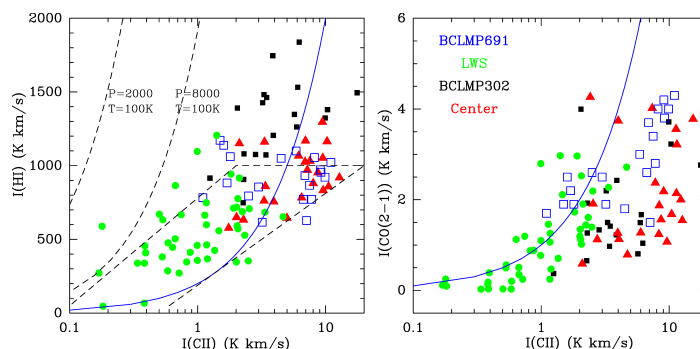 2000
1500
1000
500
0
I(HI) (K km/s)
P=2000 P=8000
T=100K T=100K
0.1 1 10
I(CII) (K km/s)
6
4
2
0
I(CO(2−1)) (K km/s)
BCLMP691
LWS
BCLMP302
Center
0.1 1 10
I(CII) (K km/s)